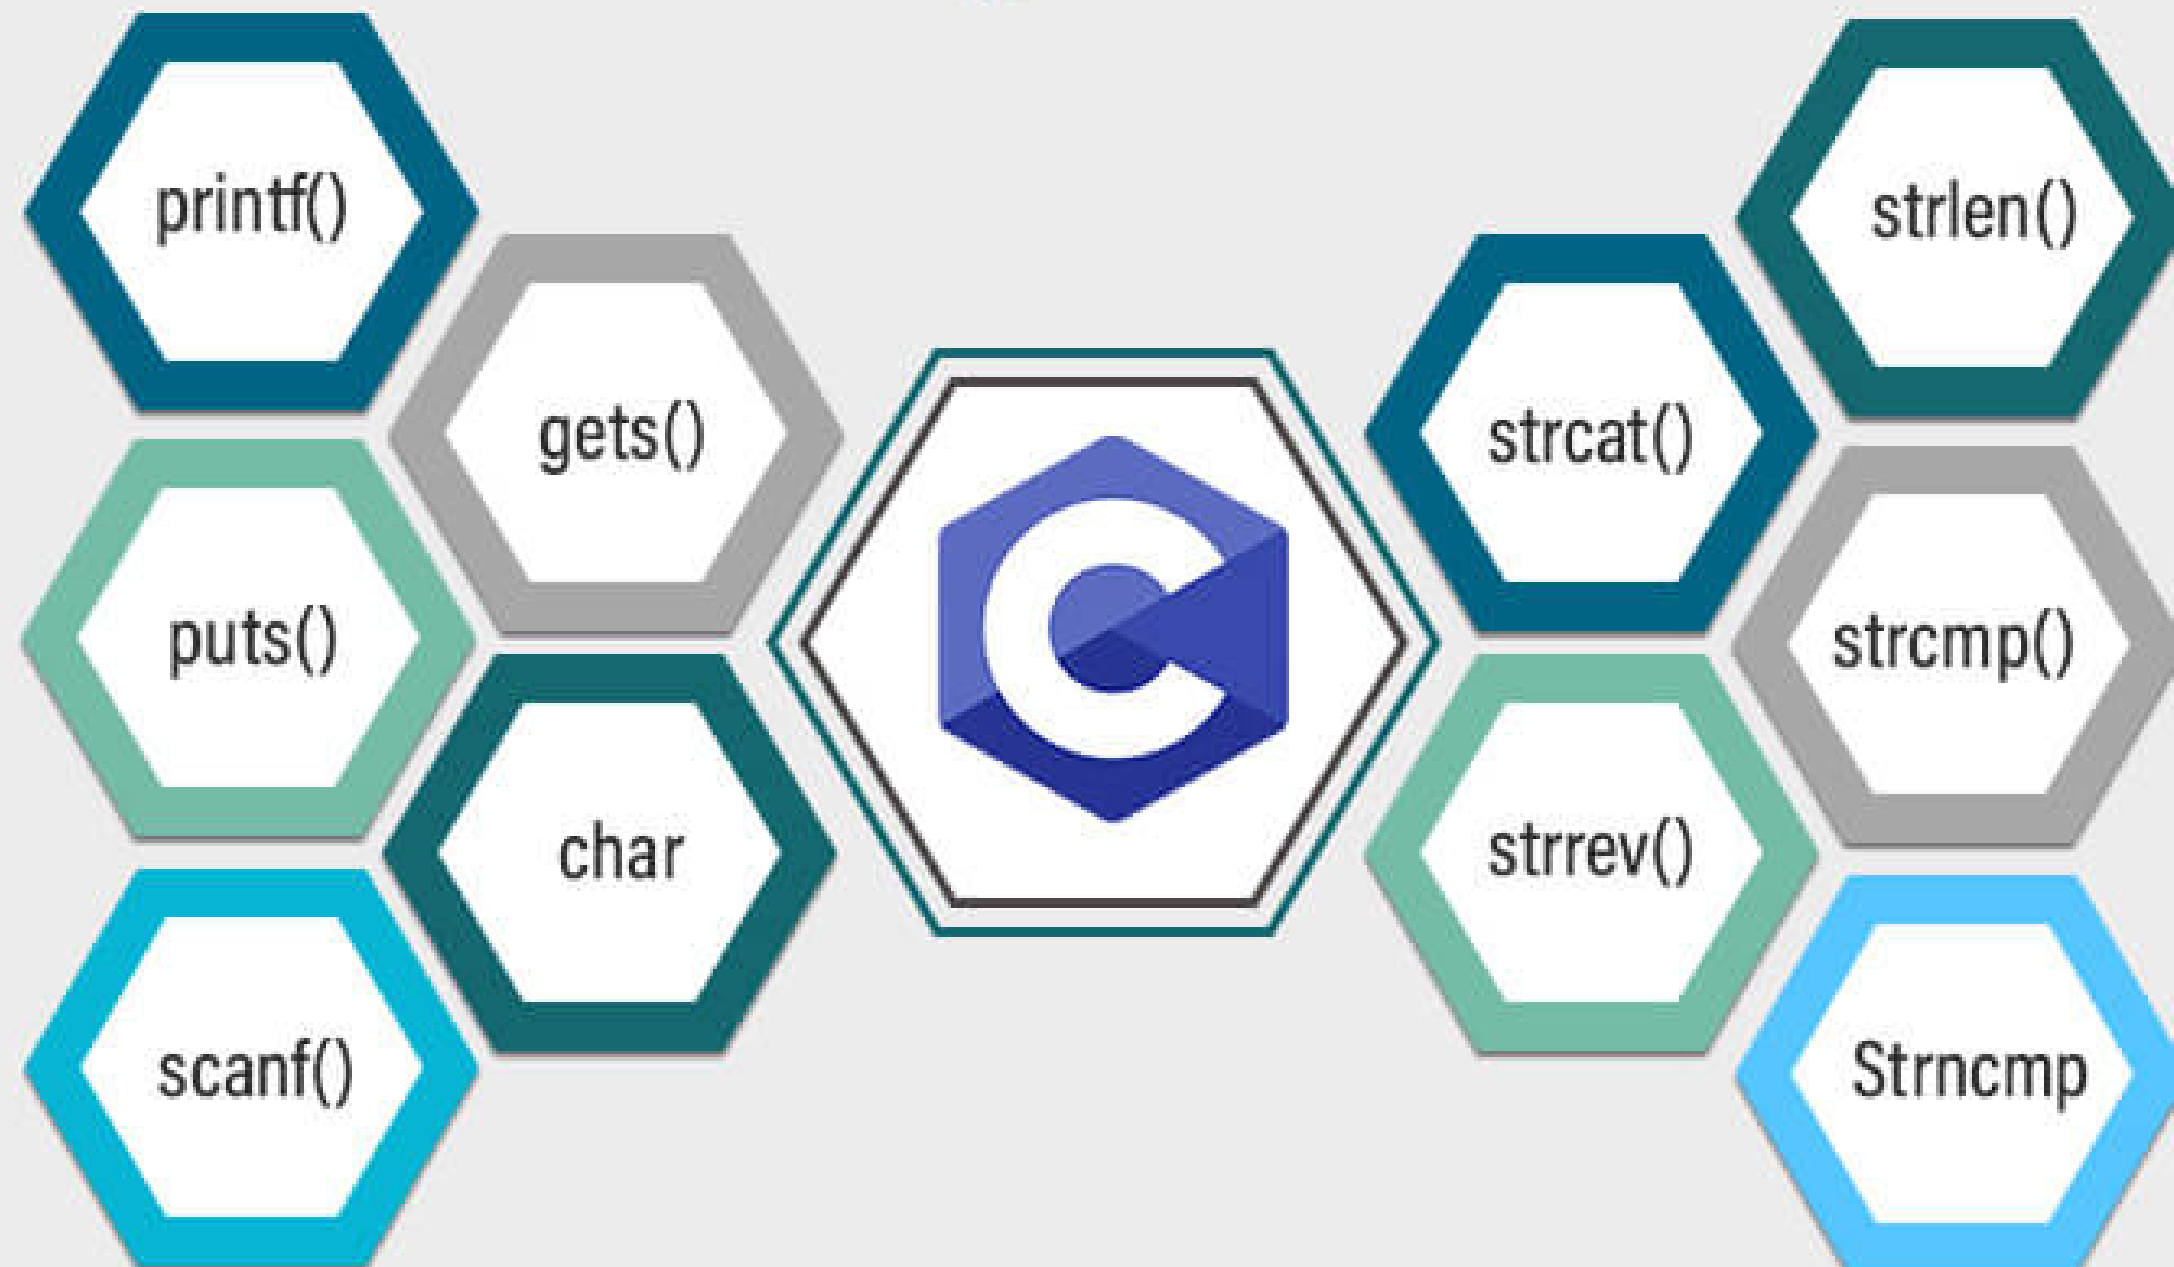 printf()
gets()
puts()
char
scanf()
C
strlen()
strcat()
strcmp()
strrev()
Strncmp